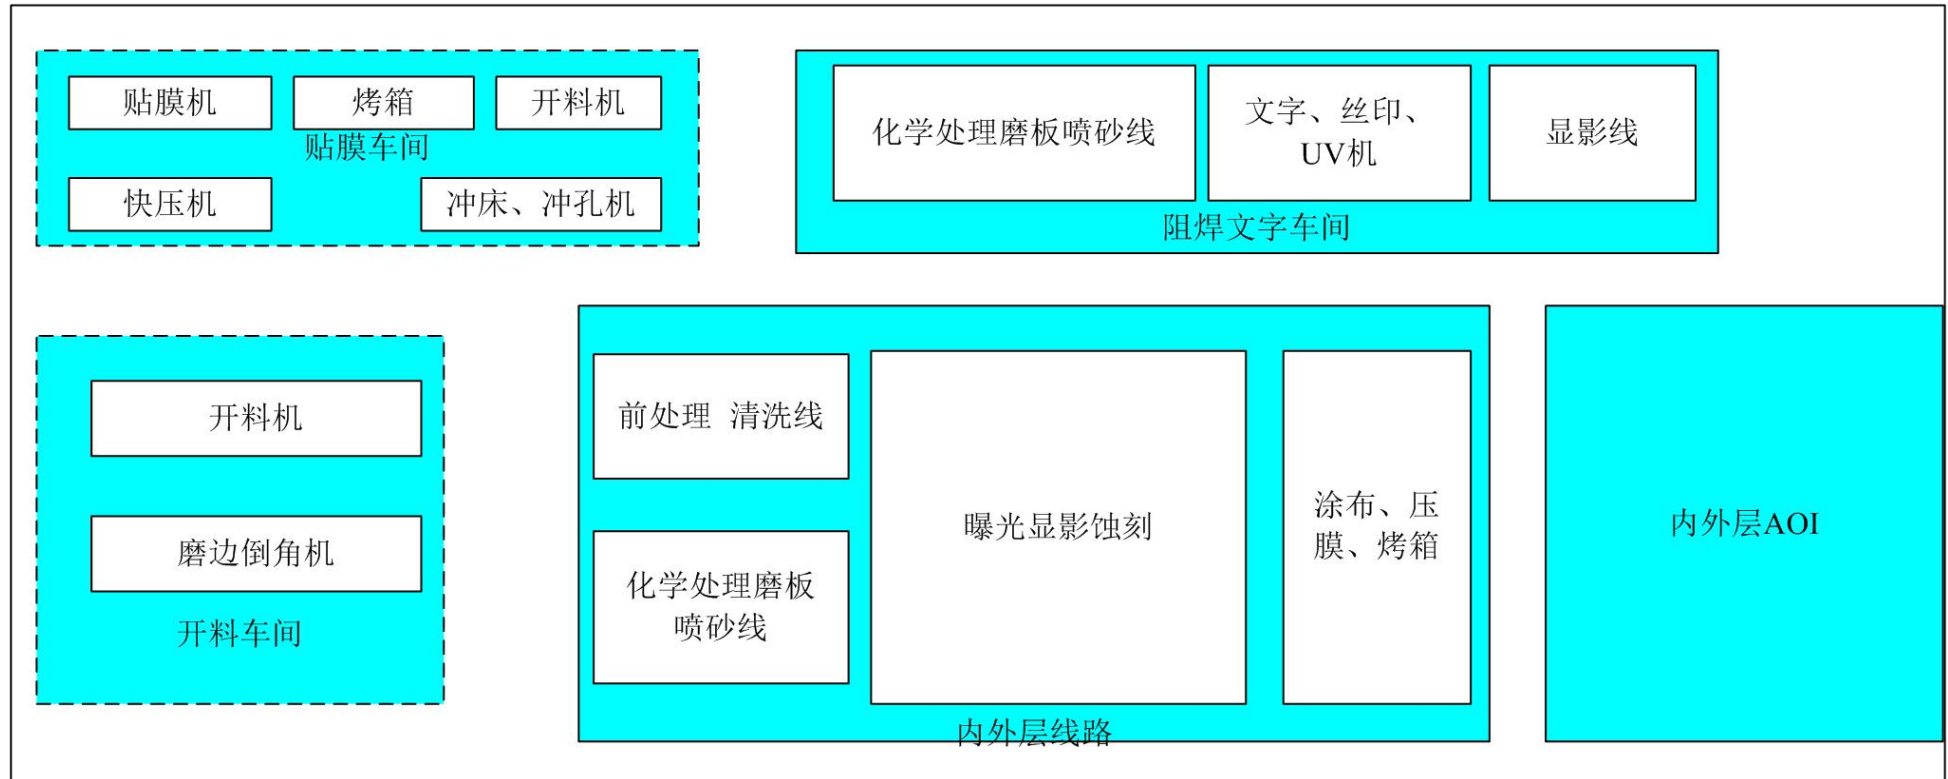 贴膜机
烤箱
开料机
贴膜车间
快压机
冲床、冲孔机
化学处理磨板喷砂线
文字、丝印、
UV机
显影线
阻焊文字车间
开料机
磨边倒角机
开料车间
前处理 清洗线
化学处理磨板
喷砂线
曝光显影蚀刻
涂布、压
膜、烤箱
内外层线路
内外层AOI